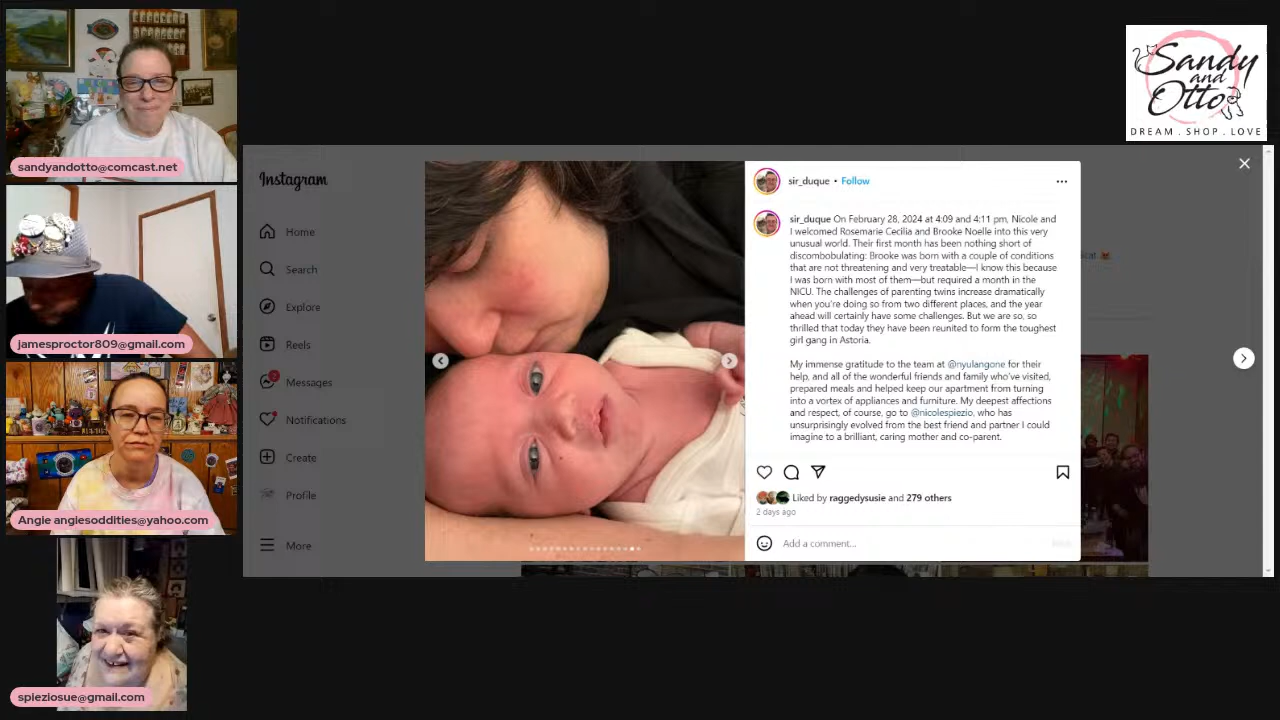 Sandy
and
Otto
DREAM . SHOP . LOVE
sandyandotto@comcast.net
jamesproctor809@gmail.com
Angie angiesoddities@yahoo.com
spieziosue@gmail.com
Instagram
Home
Search
Explore
Reels
Messages
Notifications
Create
Profile
More
sir_duque • Follow
sir_duque On February 28, 2024 at 4:09 and 4:11 pm, Nicole and
I welcomed Rosemarie Cecilia and Brooke Noelle into this very
unusual world. Their first month has been nothing short of
discombobulating: Brooke was born with a couple of conditions
that are not threatening and very treatable—I know this because
I was born with most of them—but required a month in the
NICU. The challenges of parenting twins increase dramatically
when you're doing so from two different places, and the year
ahead will certainly have some challenges. But we are so, so
thrilled that today they have been reunited to form the toughest
girl gang in Astoria.
My immense gratitude to the team at @nyulangone for their
help, and all of the wonderful friends and family who've visited,
prepared meals and helped keep our apartment from turning
into a vortex of appliances and furniture. My deepest affections
and respect, of course, go to @nicolespiezio, who has
unsurprisingly evolved from the best friend and partner I could
imagine to a brilliant, caring mother and co-parent.
Liked by raggedysusie and 279 others
2 days ago
Add a comment...